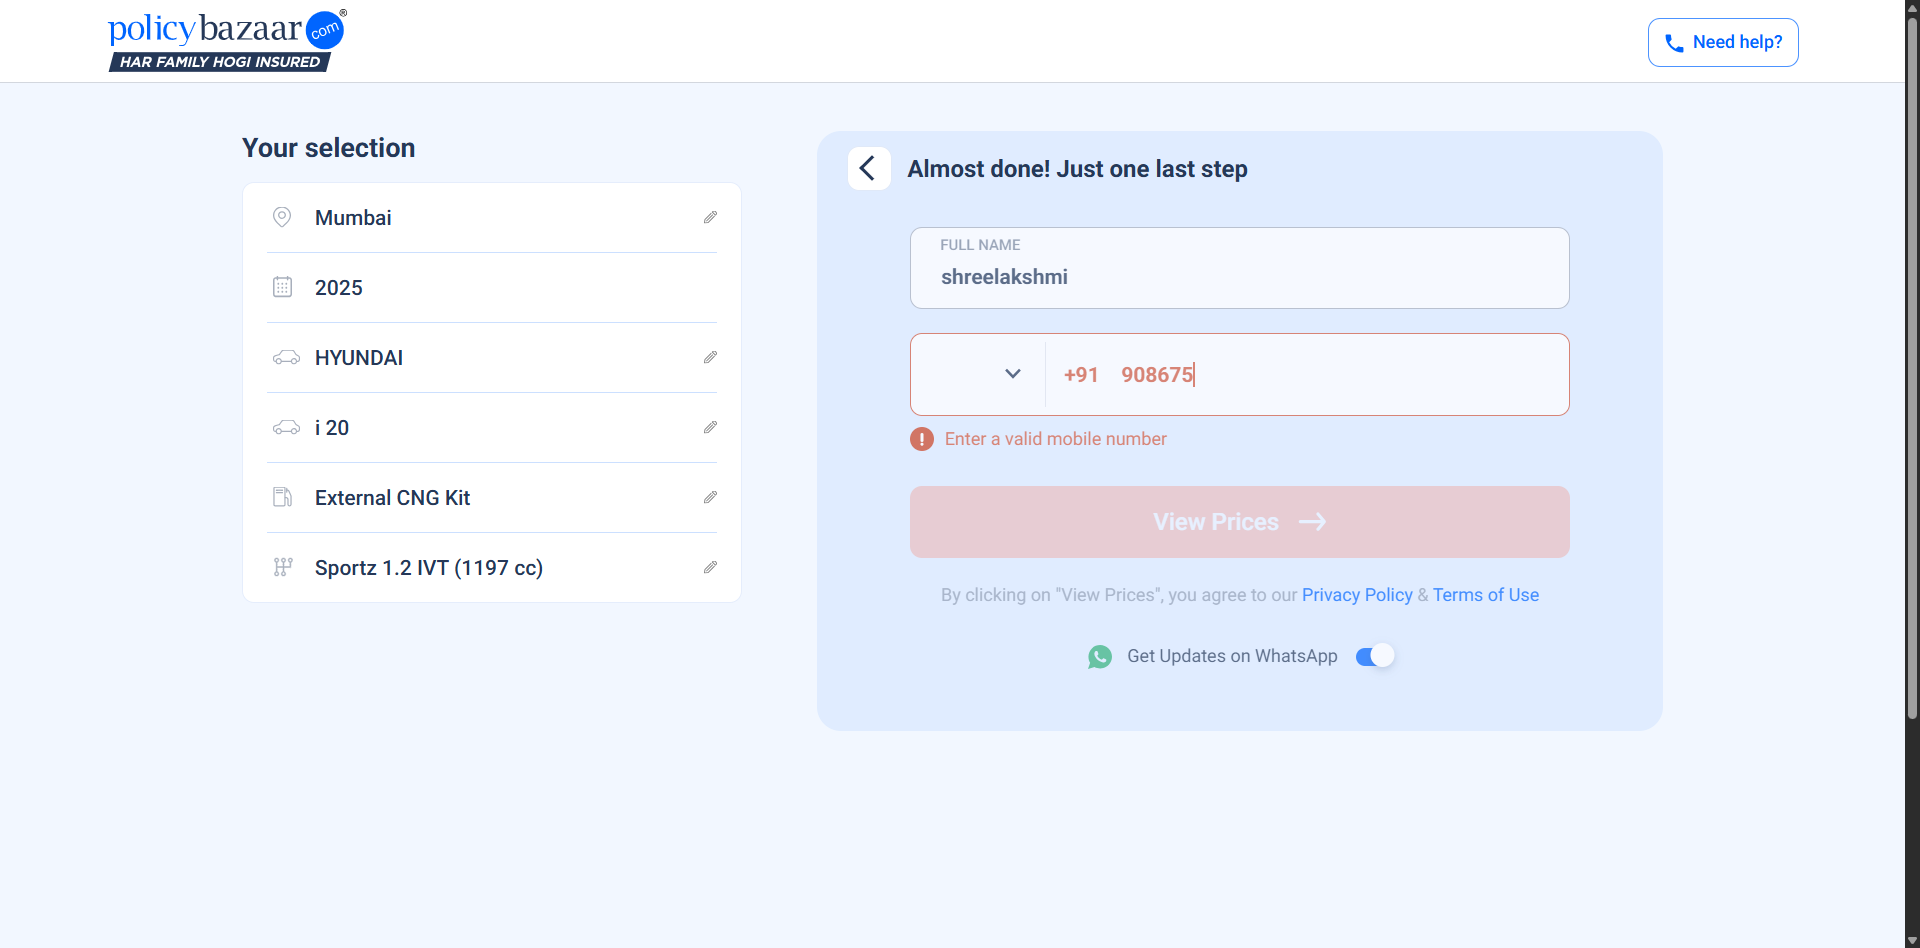 policybazaar com ®
HAR FAMILY HOGI INSURED
Need help?
Your selection
Mumbai
2025
HYUNDAI
i 20
External CNG Kit
Sportz 1.2 IVT (1197 cc)
Almost done! Just one last step
FULL NAME
shreelakshmi
+91 908675
! Enter a valid mobile number
View Prices →
By clicking on "View Prices", you agree to our Privacy Policy & Terms of Use
Get Updates on WhatsApp